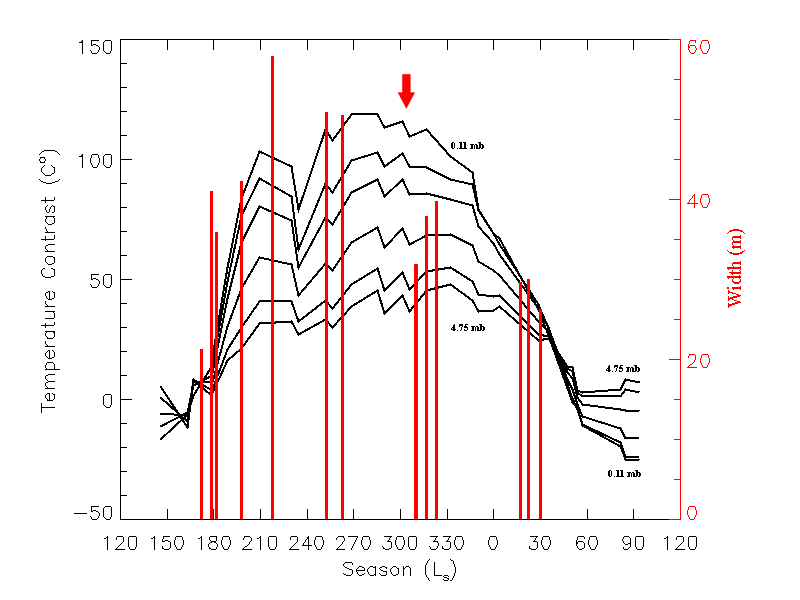 150
100
50
0
−50
Temperature Contrast (C°)
60
40
20
0
Width (m)
0.11 mb
4.75 mb
4.75 mb
0.11 mb
120 150 180 210 240 270 300 330 0 30 60 90 120
Season (Ls)